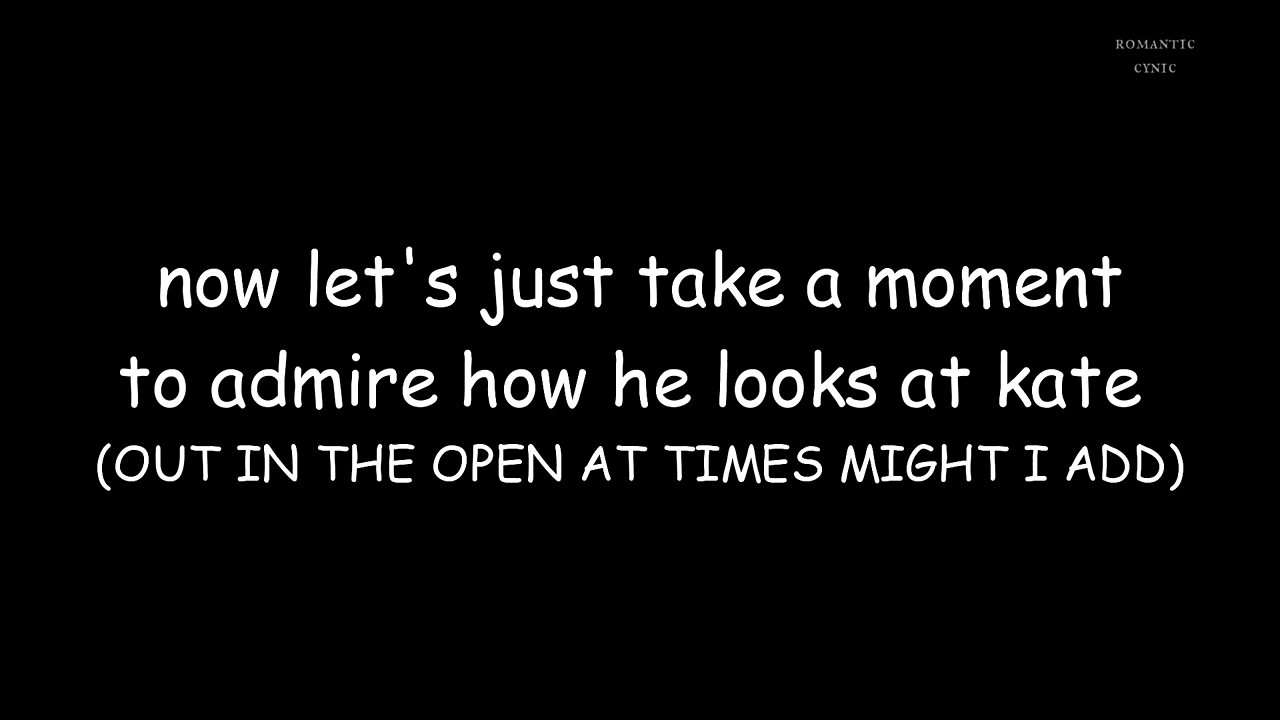 ROMANTIC
CYNIC
now let's just take a moment
to admire how he looks at kate
(OUT IN THE OPEN AT TIMES MIGHT I ADD)